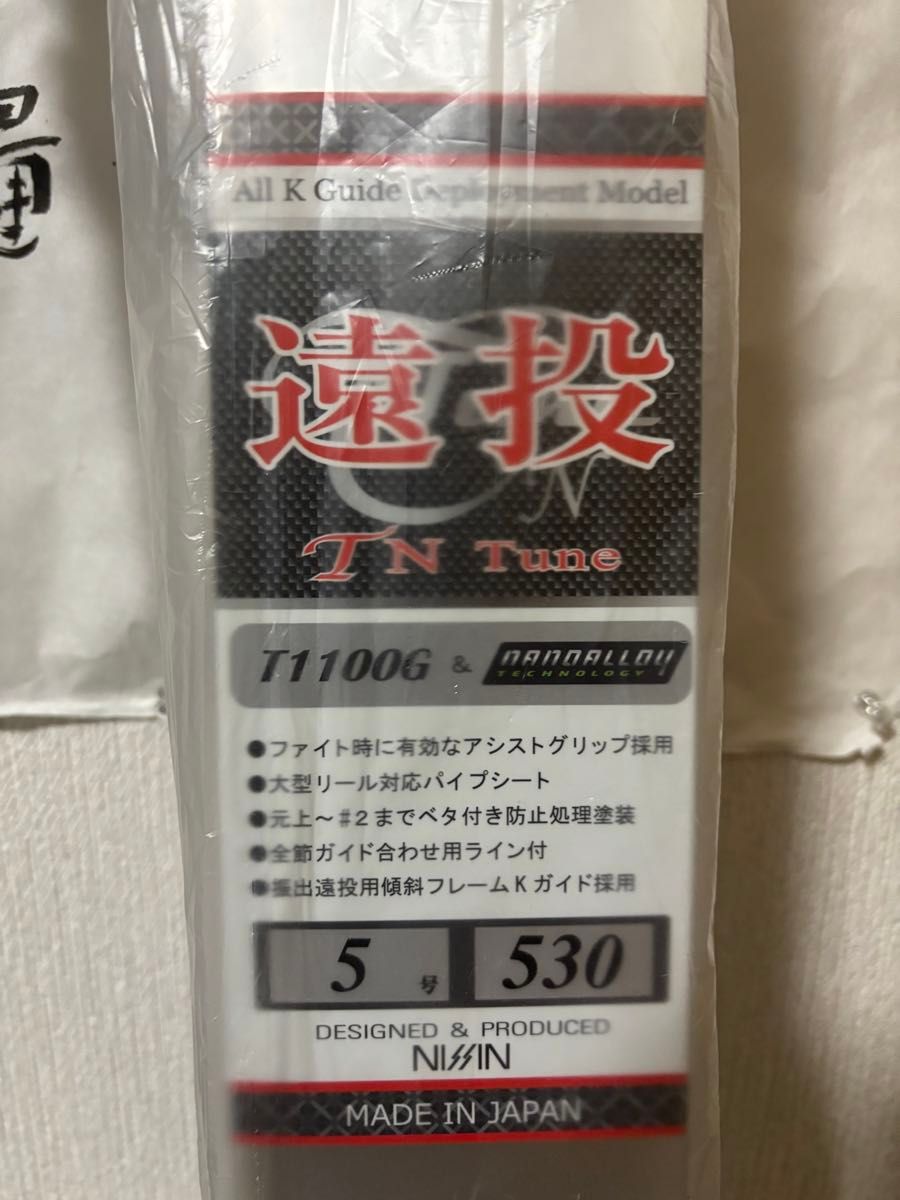 All K Guide Deployment Model
遠投
TN Tune
T1100G & NANOALLOY
TECHNOLOGY
●ファイト時に有効なアシストグリップ採用
●大型リール対応パイプシート
●元上～#2までベタ付き防止処理塗装
●全節ガイド合わせ用ライン付
●振出遠投用傾斜フレームKガイド採用
5号 530
DESIGNED & PRODUCED
NISSIN
MADE IN JAPAN